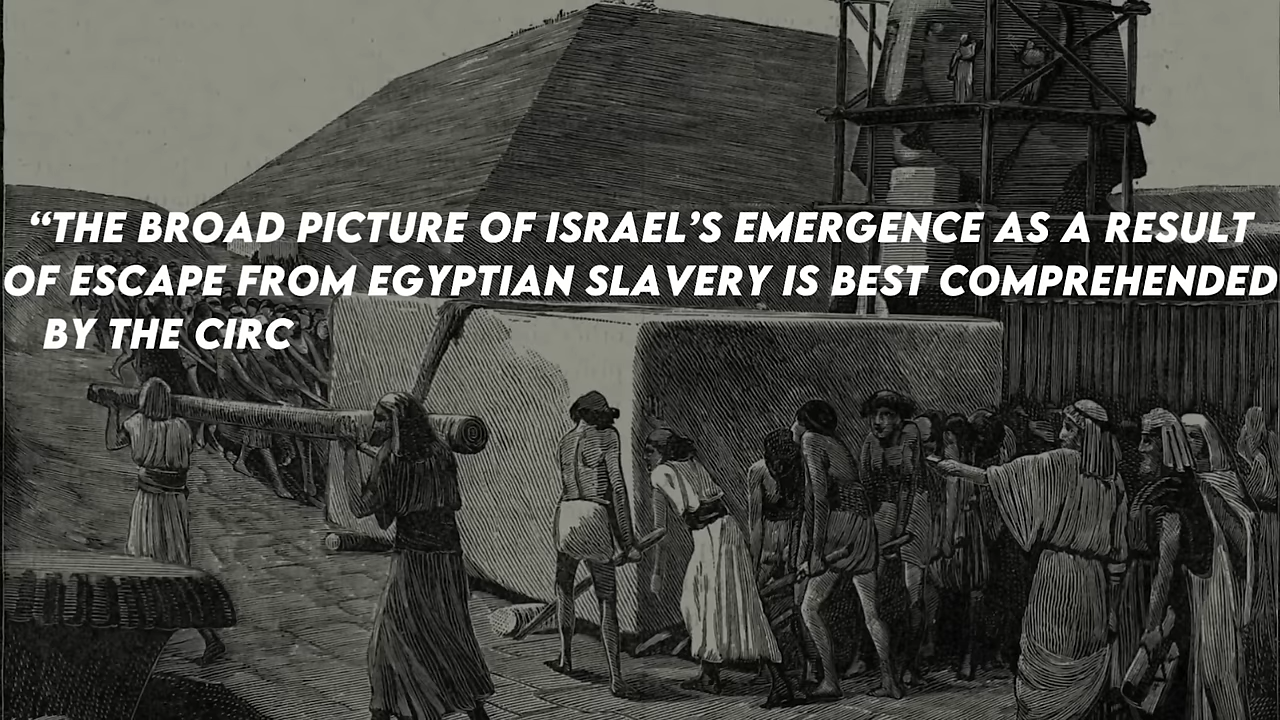 “THE BROAD PICTURE OF ISRAEL’S EMERGENCE AS A RESULT
OF ESCAPE FROM EGYPTIAN SLAVERY IS BEST COMPREHENDED
BY THE CIRC